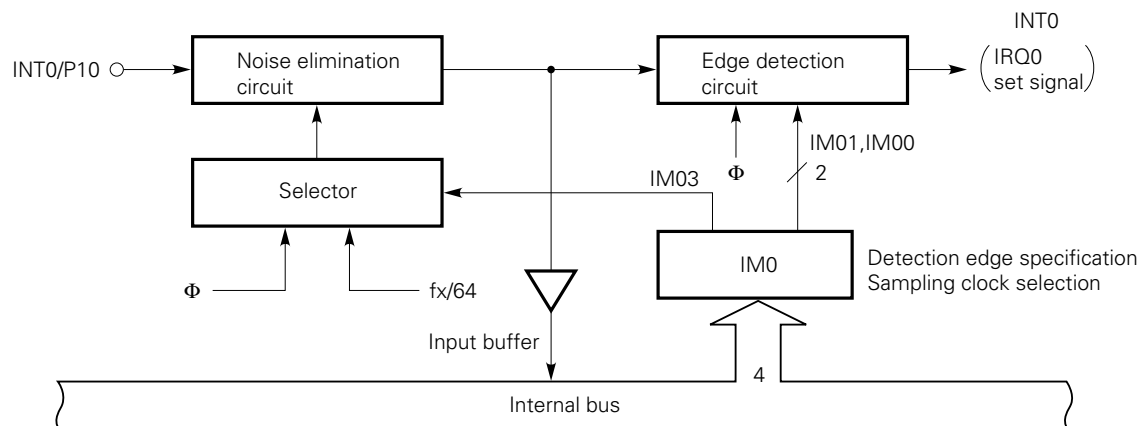 INT0
INT0/P10
Noise elimination
circuit
Edge detection
circuit
IRQ0
set signal
Selector
IM03
Φ
IM01,IM00
2
IM0
Detection edge specification
Sampling clock selection
Φ
fx/64
Input buffer
4
Internal bus